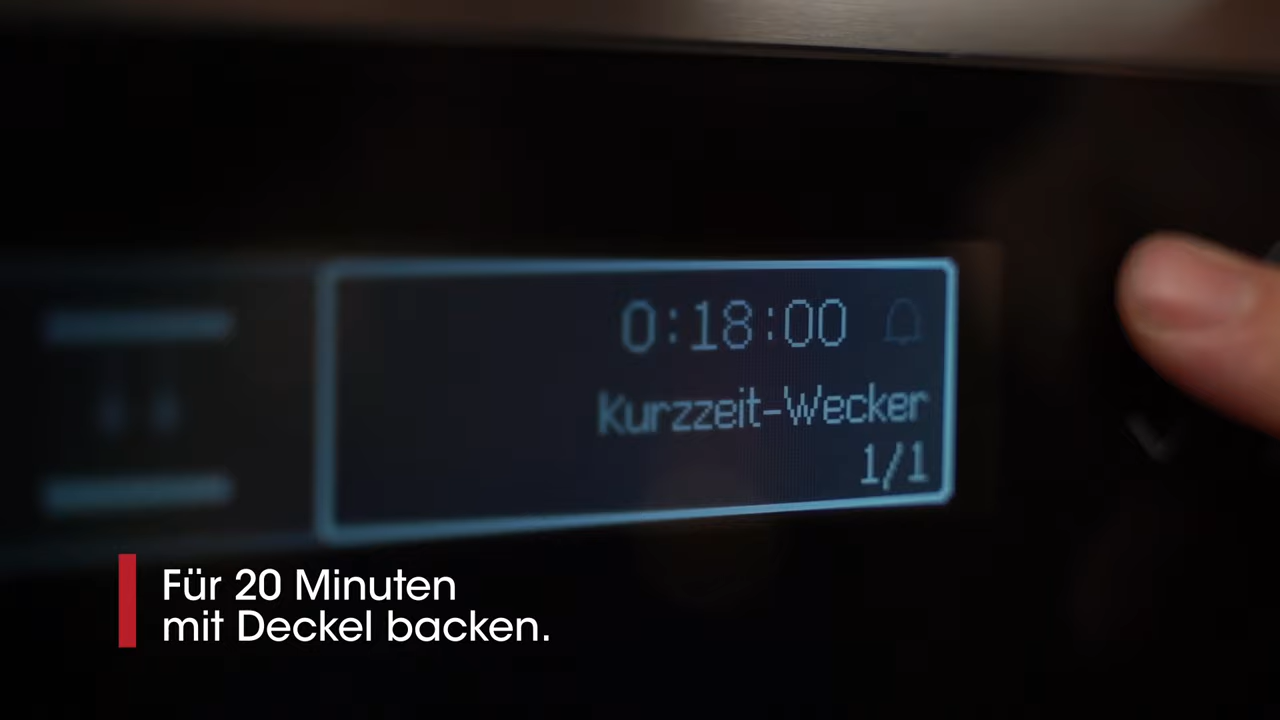 0:18:00
Kurzzeit-Wecker
1/1
Für 20 Minuten
mit Deckel backen.